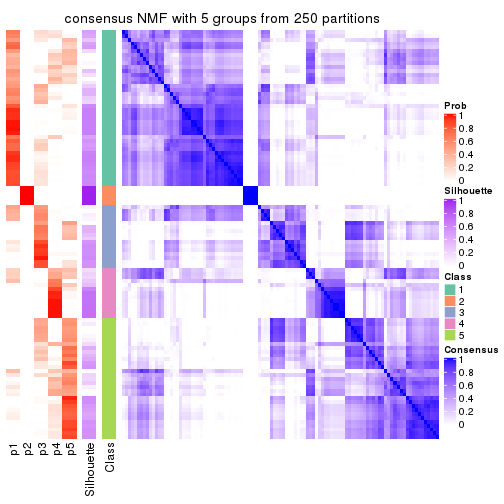 consensus NMF with 5 groups from 250 partitions
Prob
1
0.8
0.6
0.4
0.2
0
Silhouette
1
0.8
0.6
0.4
0.2
0
Class
1
2
3
4
5
Consensus
1
0.8
0.6
0.4
0.2
0
p1
p2
p3
p4
p5
Silhouette
Class